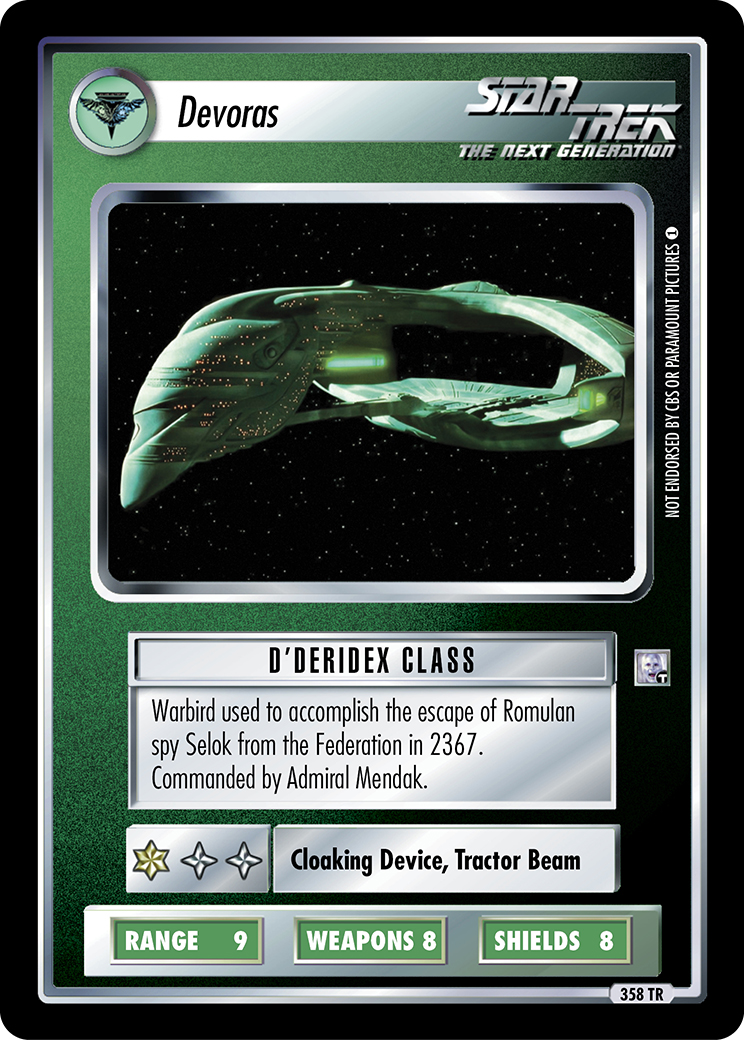 Devoras
STAR TREK
THE NEXT GENERATION
NOT ENDORSED BY CBS OR PARAMOUNT PICTURES 1
D'DERIDEX CLASS
T
Warbird used to accomplish the escape of Romulan
spy Selok from the Federation in 2367.
Commanded by Admiral Mendak.
Cloaking Device, Tractor Beam
RANGE 9
WEAPONS 8
SHIELDS 8
358 TR